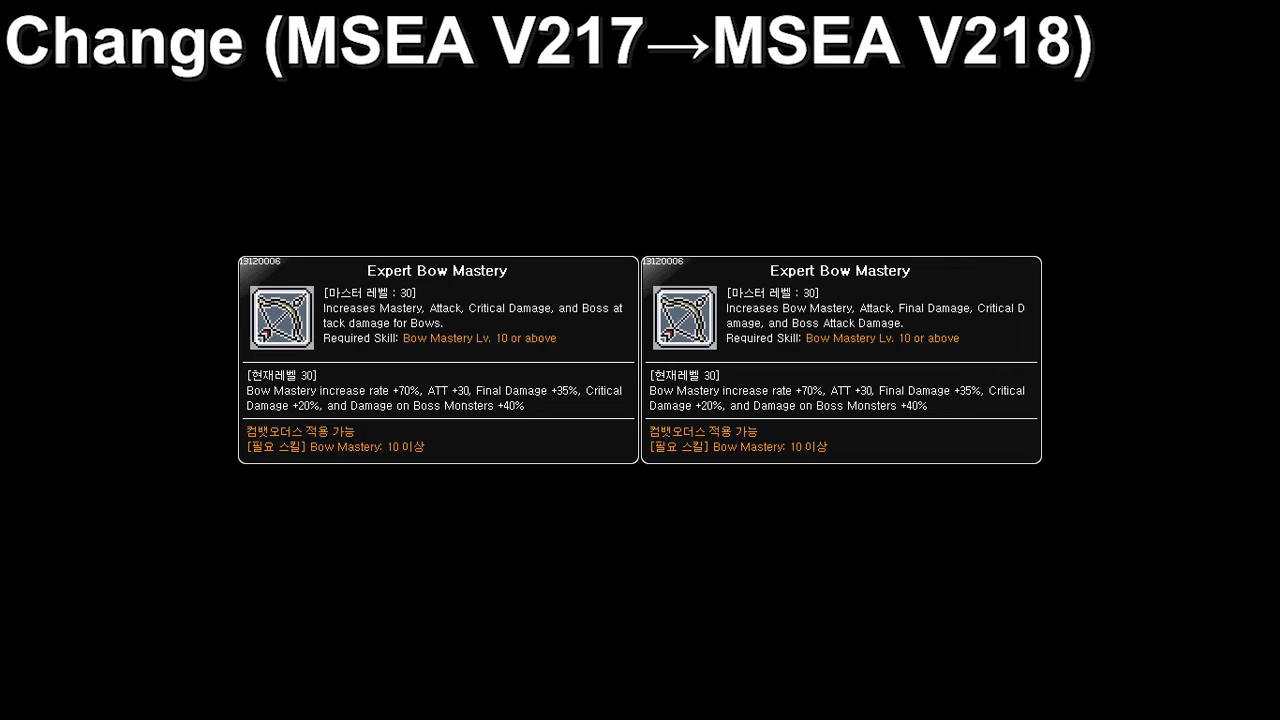 Change (MSEA V217→MSEA V218)
13120006
Expert Bow Mastery
[마스터 레벨 : 30]
Increases Mastery, Attack, Critical Damage, and Boss at
tack damage for Bows.
Required Skill: Bow Mastery Lv. 10 or above
[현재레벨 30]
Bow Mastery increase rate +70%, ATT +30, Final Damage +35%, Critical
Damage +20%, and Damage on Boss Monsters +40%
컴뱃오더스 적용 가능
[필요 스킬] Bow Mastery: 10 이상
13120006
Expert Bow Mastery
[마스터 레벨 : 30]
Increases Bow Mastery, Attack, Final Damage, Critical D
amage, and Boss Attack Damage.
Required Skill: Bow Mastery Lv. 10 or above
[현재레벨 30]
Bow Mastery increase rate +70%, ATT +30, Final Damage +35%, Critical
Damage +20%, and Damage on Boss Monsters +40%
컴뱃오더스 적용 가능
[필요 스킬] Bow Mastery: 10 이상